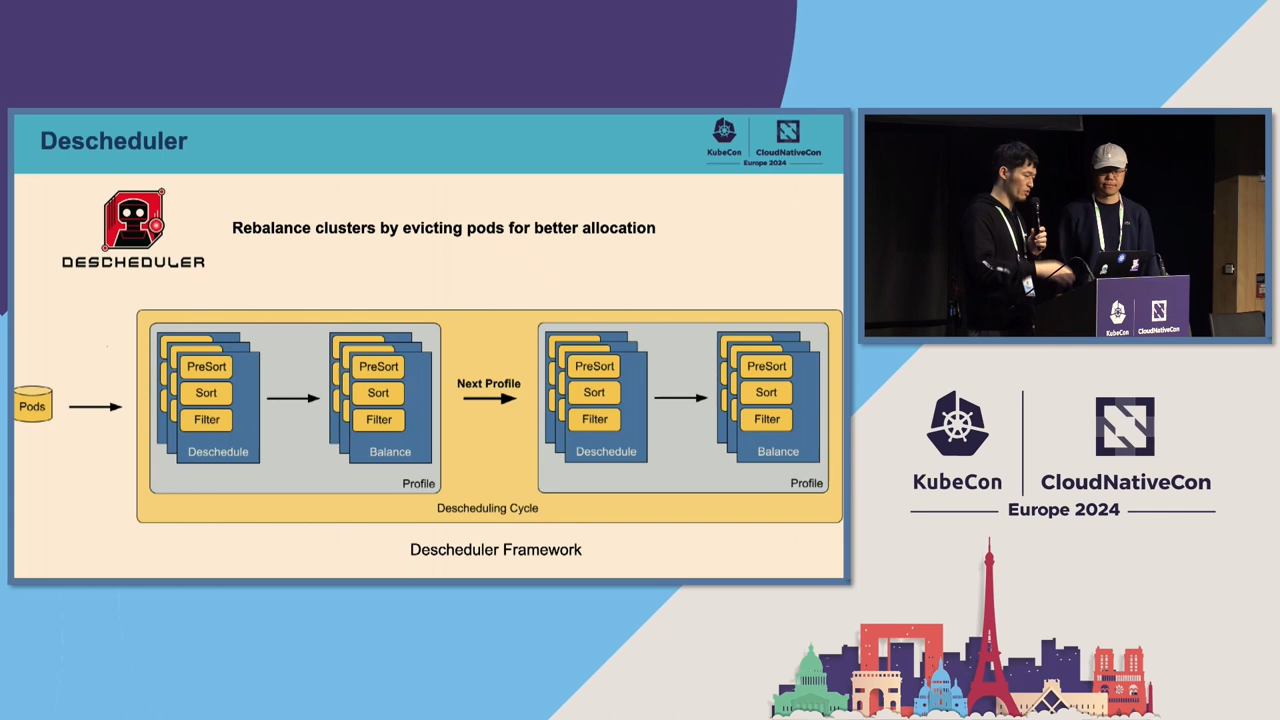 Descheduler
KubeCon
CloudNativeCon
Europe 2024
DESCHEDULER
Rebalance clusters by evicting pods for better allocation
Pods
PreSort
Sort
Filter
Deschedule
PreSort
Sort
Filter
Balance
Profile
Next Profile
PreSort
Sort
Filter
Deschedule
PreSort
Sort
Filter
Balance
Profile
Descheduling Cycle
Descheduler Framework
KubeCon
CloudNativeCon
KubeCon
CloudNativeCon
Europe 2024